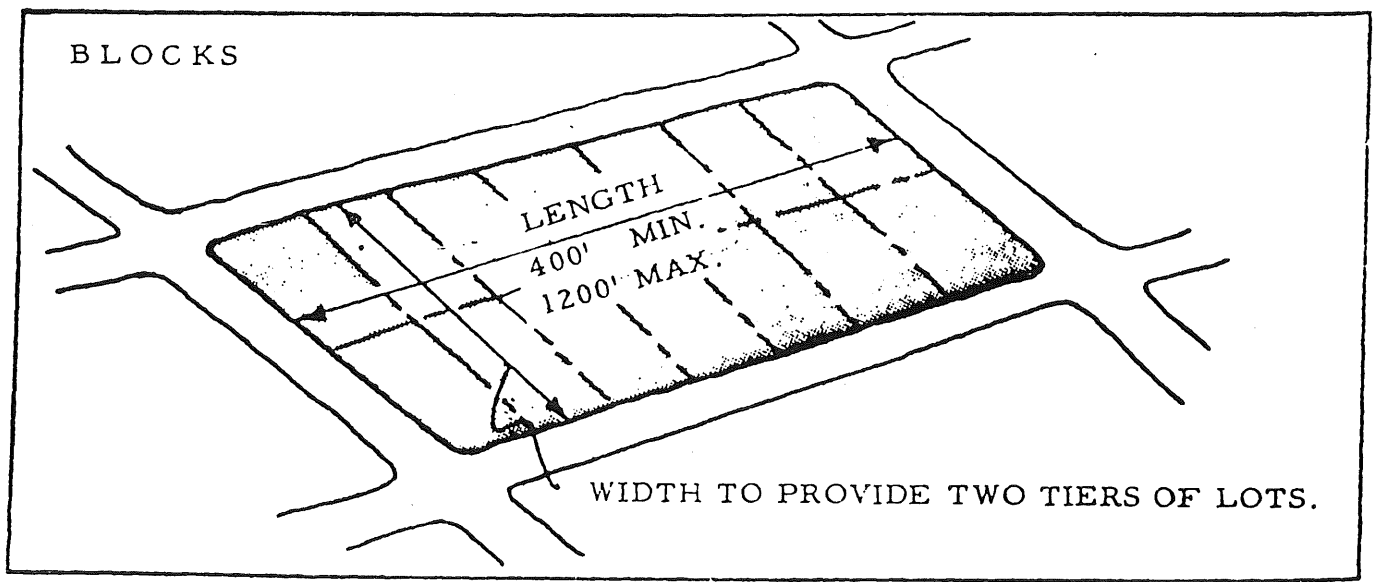 BLOCKS
LENGTH
400' MIN.
1200' MAX.
WIDTH TO PROVIDE TWO TIERS OF LOTS.